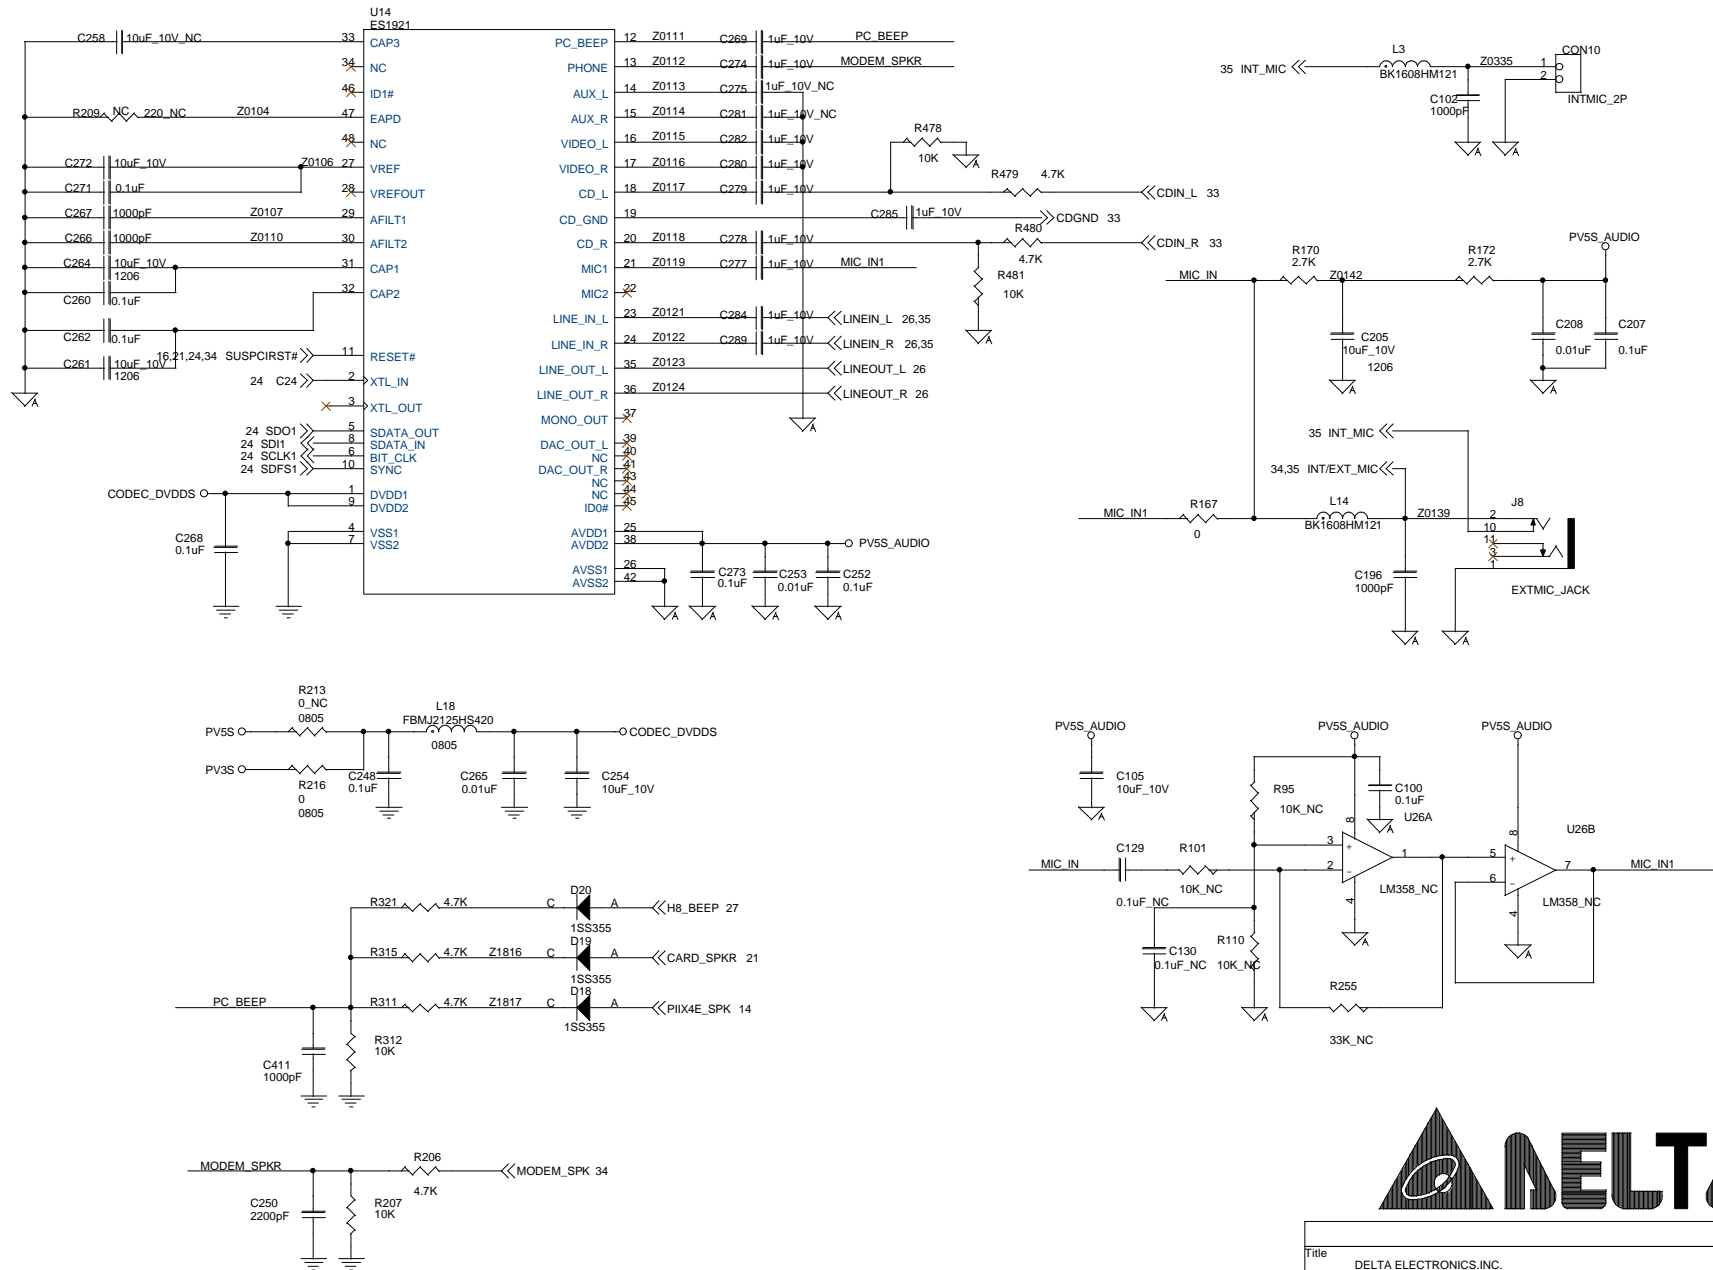 U14
ES1921
C258 10uF_10V_NC 33 CAP3 PC_BEEP 12 Z0111 C269 1uF_10V PC_BEEP
34 NC PHONE 13 Z0112 C274 1uF_10V MODEM_SPKR
46 ID1# AUX_L 14 Z0113 C275 1uF_10V_NC
R209 NC 220_NC Z0104 47 EAPD AUX_R 15 Z0114 C281 1uF_10V_NC
48 NC VIDEO_L 16 Z0115 C282 1uF_10V
C272 10uF_10V Z0106 27 VREF VIDEO_R 17 Z0116 C280 1uF_10V
C271 0.1uF 28 VREFOUT CD_L 18 Z0117 C279 1uF_10V
R478
10K
A
R479 4.7K CDIN_L 33
C267 1000pF Z0107 29 AFILT1 CD_GND 19 C285 1uF_10V CDGND 33
C266 1000pF Z0110 30 AFILT2 CD_R 20 Z0118 C278 1uF_10V R480 4.7K CDIN_R 33
C264 10uF_10V 1206 31 CAP1 MIC1 21 Z0119 C277 1uF_10V MIC_IN1
R481
10K
A
C260 0.1uF 32 CAP2 MIC2 22
C262 0.1uF LINE_IN_L 23 Z0121 C284 1uF_10V LINEIN_L 26,35
LINE_IN_R 24 Z0122 C289 1uF_10V LINEIN_R 26,35
C261 10uF_10V 1206
16,21,24,34 SUSPCIRST# 11 RESET# LINE_OUT_L 35 Z0123 LINEOUT_L 26
24 C24 2 XTL_IN LINE_OUT_R 36 Z0124 LINEOUT_R 26
A
3 XTL_OUT MONO_OUT 37
A
24 SDO1 5 SDATA_OUT DAC_OUT_L 39
24 SDI1 8 SDATA_IN NC 40
24 SCLK1 6 BIT_CLK DAC_OUT_R 41
24 SDFS1 10 SYNC NC 43
CODEC_DVDDS 1 DVDD1 NC 44
9 DVDD2 ID0# 45
C268
0.1uF
4 VSS1 AVDD1 25
7 VSS2 AVDD2 38 PV5S_AUDIO
AVSS1 26
AVSS2 42
C273
0.1uF
C253
0.01uF
C252
0.1uF
A A A A
L3
BK1608HM121
35 INT_MIC Z0335 1 CON10
2
INTMIC_2P
C102
1000pF
A A
PV5S_AUDIO
R170
2.7K
R172
2.7K
MIC_IN Z0142
C205
10uF_10V
1206
C208
0.01uF
C207
0.1uF
A A
35 INT_MIC
34,35 INT/EXT_MIC
MIC_IN1 R167
0
L14
BK1608HM121
Z0139 2 J8
10
11
3
1
EXTMIC_JACK
C196
1000pF
A A
R213
0_NC
0805
PV5S
L18
FBMJ2125HS420
0805
CODEC_DVDDS
PV3S
R216
0
0805
C248
0.1uF
C265
0.01uF
C254
10uF_10V
PV5S_AUDIO PV5S_AUDIO PV5S_AUDIO
C105
10uF_10V
A
R95
10K_NC
C100
0.1uF
A
U26A
8
3 +
2 -
1
4
LM358_NC
A
U26B
8
5 +
6 -
7
4
LM358_NC
A
MIC_IN C129
0.1uF_NC
R101
10K_NC
MIC_IN1
C130
0.1uF_NC
R110
10K_NC
A A
R255
33K_NC
R321 4.7K C D20 A H8_BEEP 27
1SS355
R315 4.7K Z1816 C D19 A CARD_SPKR 21
1SS355
PC_BEEP R311 4.7K Z1817 C D18 A PIIX4E_SPK 14
1SS355
C411
1000pF
R312
10K
MODEM_SPKR R206
4.7K
MODEM_SPK 34
C250
2200pF
R207
10K
DELTA
Title
DELTA ELECTRONICS,INC.